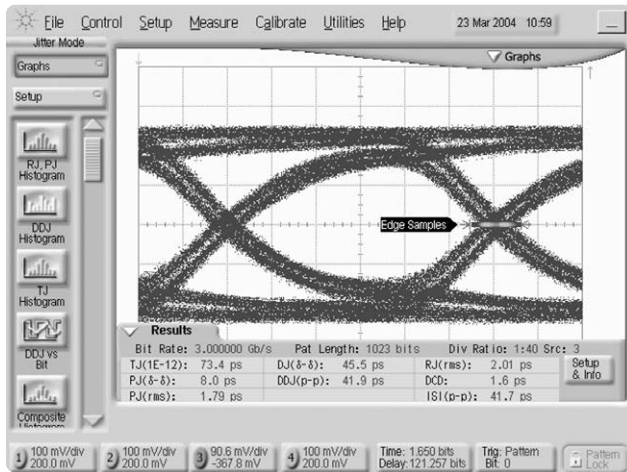 File Control Setup Measure Calibrate Utilities Help 23 Mar 2004 10:59
Jitter Mode
Graphs
Graphs
Setup
RJ, PJ
Histogram
DDJ
Histogram
TJ
Histogram
DDJ vs
Bit
Composite
Histogram
Edge Samples
Results
Bit Rate: 3.000000 Gb/s Pat Length: 1023 bits Div Ratio: 1:40 Src: 3
TJ(1E-12): 73.4 ps DJ(δ-δ): 45.5 ps RJ(rms): 2.01 ps
PJ(δ-δ): 8.0 ps DDJ(p-p): 41.9 ps DCD: 1.6 ps
PJ(rms): 1.79 ps ISI(p-p): 41.7 ps
Setup
& Info
1) 100 mV/div
200.0 mV
2) 100 mV/div
200.0 mV
3) 90.6 mV/div
-367.8 mV
4) 100 mV/div
200.0 mV
Time: 1.650 bits
Delay: 121.257 bits
Trig: Pattern
Bit: 0
Pattern
Lock